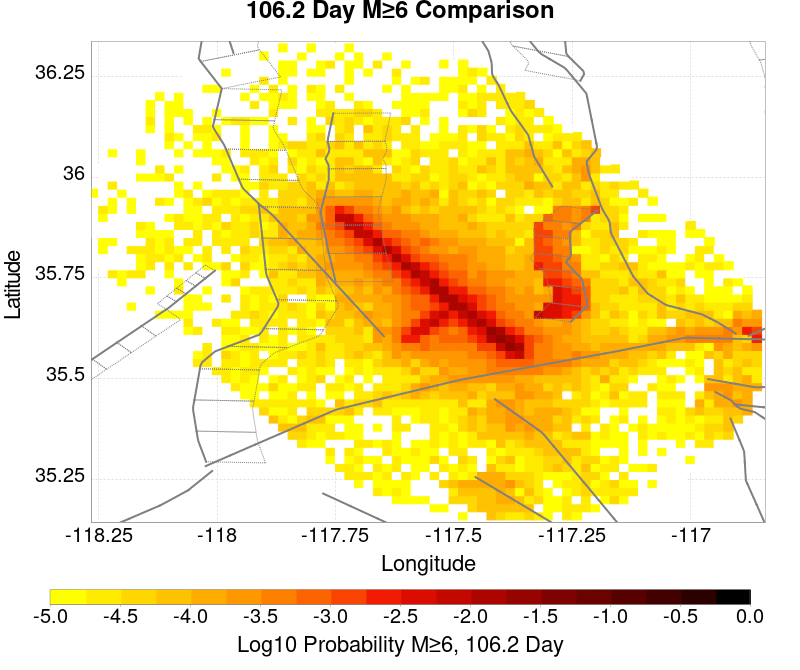 106.2 Day M≥6 Comparison
36.25
36
35.75
35.5
35.25
Latitude
-118.25 -118 -117.75 -117.5 -117.25 -117
Longitude
-5.0 -4.5 -4.0 -3.5 -3.0 -2.5 -2.0 -1.5 -1.0 -0.5 0.0
Log10 Probability M≥6, 106.2 Day